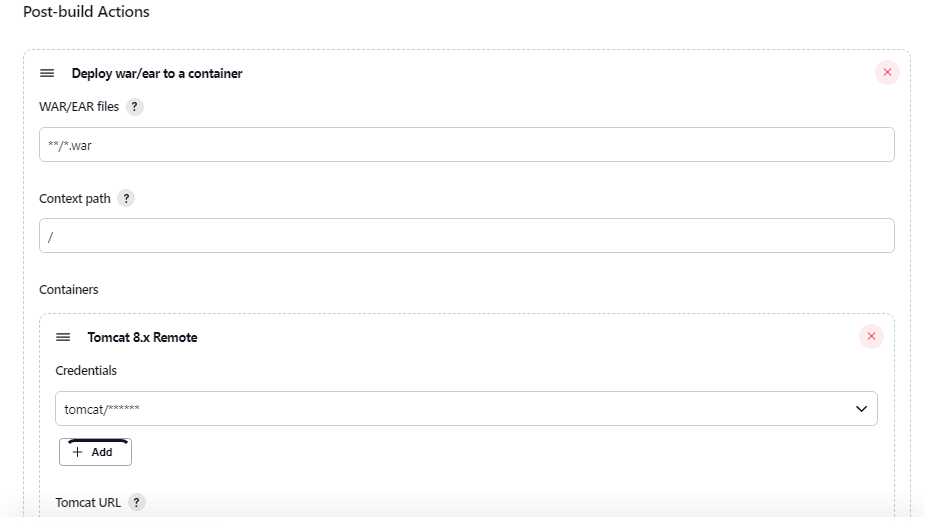 Post-build Actions
Deploy war/ear to a container
WAR/EAR files ?
**/*.war
Context path ?
/
Containers
Tomcat 8.x Remote
Credentials
tomcat/******
+ Add
Tomcat URL ?